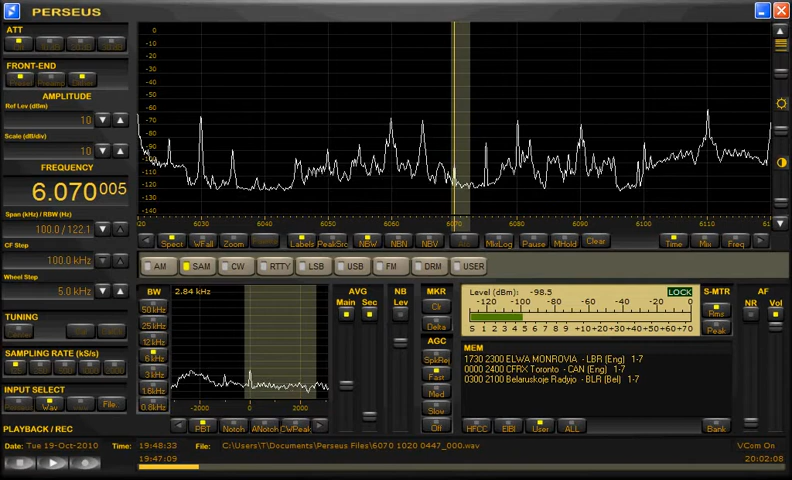 PERSEUS
ATT
FRONT-END
Preamp
AMPLITUDE
Ref Lev (dBm)
10
Scale (dB/div)
10
FREQUENCY
6.070005
Span (kHz) / RBW (Hz)
100.0 / 122.1
CF Step
100.0 kHz
Wheel Step
5.0 kHz
TUNING
Center
SAMPLING RATE (kS/s)
INPUT SELECT
Wav
File..
PLAYBACK / REC
0
-10
-20
-30
-40
-50
-60
-70
-80
-90
-100
-110
-120
-130
-140
6030 6040 6050 6060 6070 6080 6090 6100 6110
Spect WFall Zoom Labels PeakSrc NBW NBN NBV MkrLog Pause MHold Clear Time Mix Freq
AM SAM CW RTTY LSB USB FM DRM USER
BW
50kHz
25kHz
12kHz
6kHz
3kHz
1.6kHz
0.8kHz
2.84 kHz
-2000 0 2000
PBT Notch ANotch CWPeak
AVG
Main Sec
NB
Lev
MKR
Clr
Delta
AGC
SpkRej
Fast
Med
Slow
Off
Level (dBm): -98.5 LOCK
-120 -100 -80 -60 -40 -20 0
S 1 3 5 7 9 +10 +20 +30 +40 +50 +60 +70
S-MTR
Rms
Peak
AF
NR Vol
MEM
1730 2300 ELWA MONROVIA - LBR (Eng) 1-7
0000 2400 CFRX Toronto - CAN (Eng) 1-7
0300 2100 Belaruskoje Radyjo - BLR (Bel) 1-7
HFCC EIBI User ALL Bank
Date: Tue 19-Oct-2010 Time: 19:48:33 File: C:\Users\T\Documents\Perseus Files\6070 1020 0447_000.wav VCom On
19:47:09 20:02:08